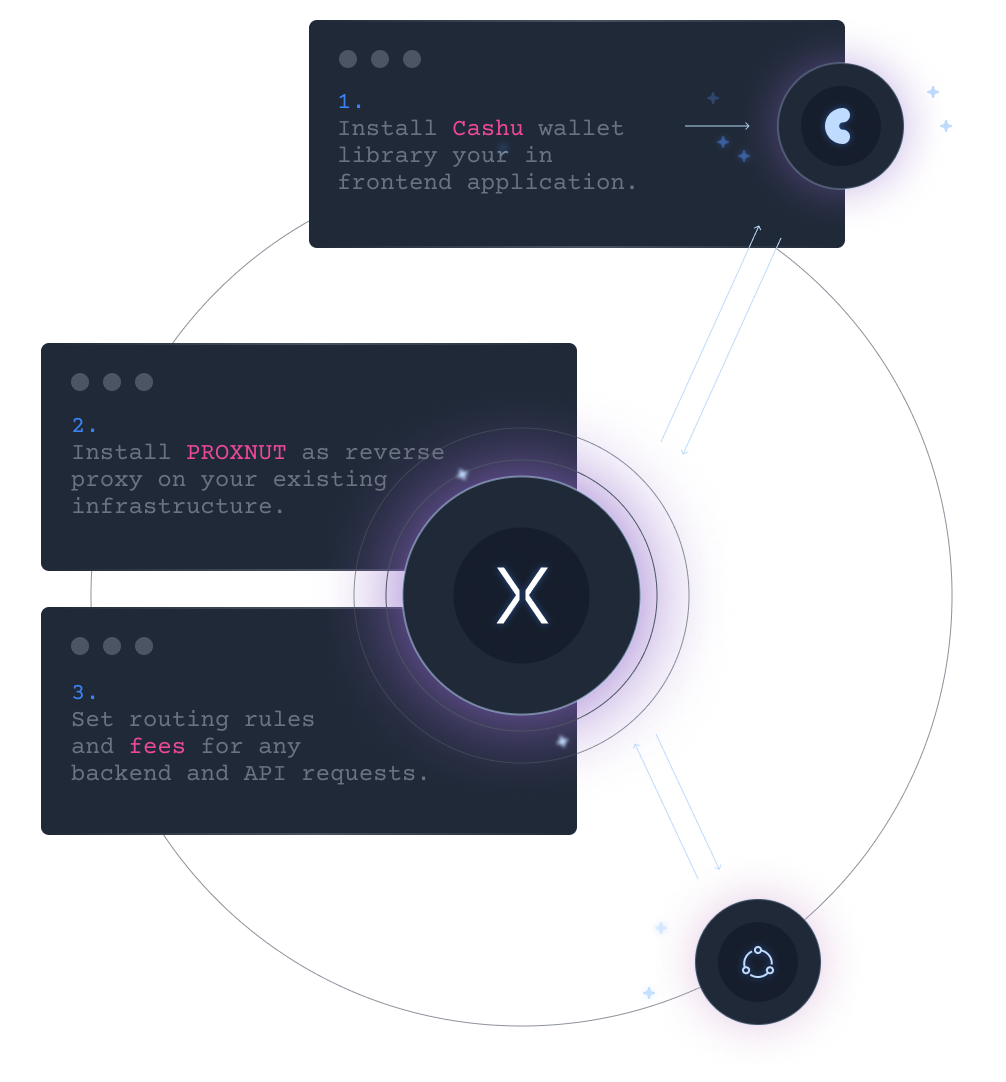 1.
Install Cashu wallet
library your in
frontend application.
2.
Install PROXNUT as reverse
proxy on your existing
infrastructure.
3.
Set routing rules
and fees for any
backend and API requests.